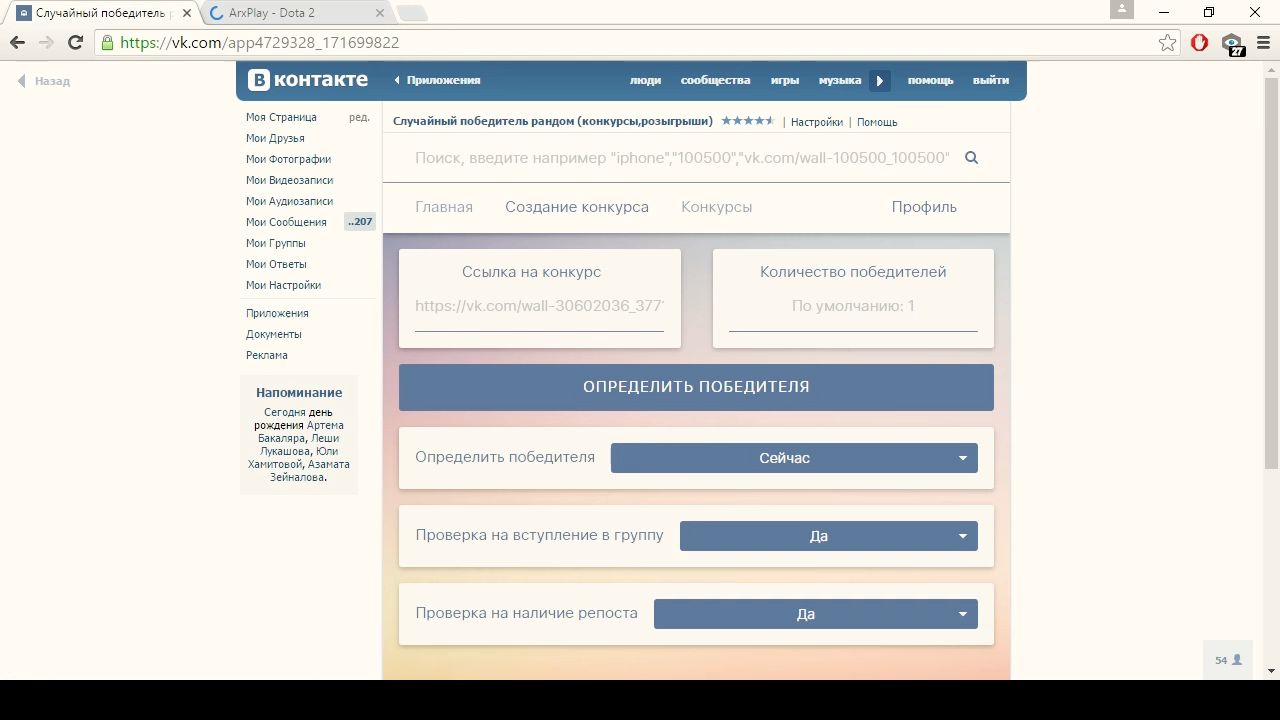 Случайный победитель р
ArxPlay - Dota 2
https://vk.com/app4729328_171699822
27
Назад
В контакте
Приложения
люди
сообщества
игры
музыка
помощь
выйти
Моя Страница ред.
Мои Друзья
Мои Фотографии
Мои Видеозаписи
Мои Аудиозаписи
Мои Сообщения ..207
Мои Группы
Мои Ответы
Мои Настройки
Приложения
Документы
Реклама
Напоминание
Сегодня день
рождения Артема
Бакаляра, Леши
Лукашова, Юли
Хамитовой, Азамата
Зейналова.
Случайный победитель рандом (конкурсы,розыгрыши) | Настройки | Помощь
Поиск, введите например "iphone","100500","vk.com/wall-100500_100500"
Главная
Создание конкурса
Конкурсы
Профиль
Ссылка на конкурс
https://vk.com/wall-30602036_377
Количество победителей
По умолчанию: 1
ОПРЕДЕЛИТЬ ПОБЕДИТЕЛЯ
Определить победителя
Сейчас
Проверка на вступление в группу
Да
Проверка на наличие репоста
Да
54